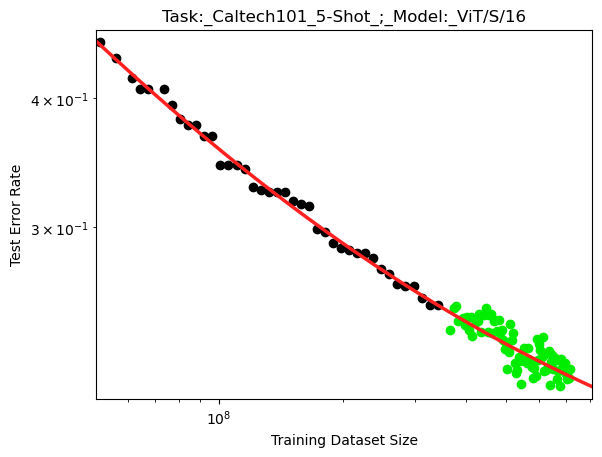 Task:_Caltech101_5-Shot_;_Model:_ViT/S/16
4 × 10⁻¹
3 × 10⁻¹
Test Error Rate
10⁸
Training Dataset Size